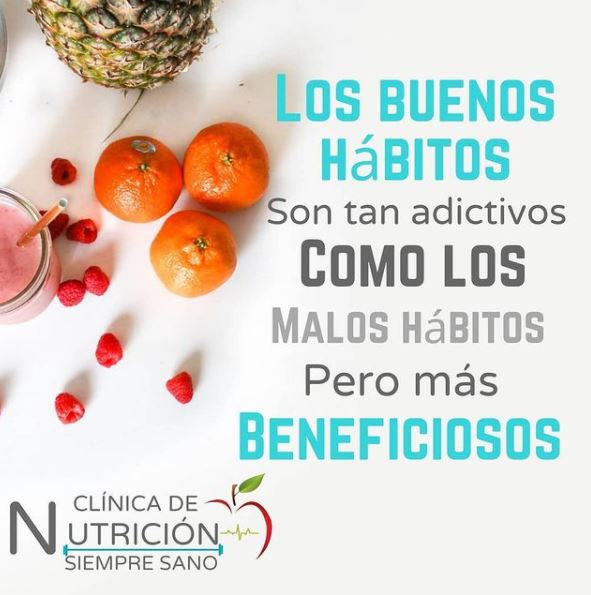 LOS BUENOS
HáBITOS
Son tan adictivos
COMO LOS
MALOS HáBITOS
Pero más
BENEFICIOSOS
CLÍNICA DE
NUTRICIÓN
SIEMPRE SANO